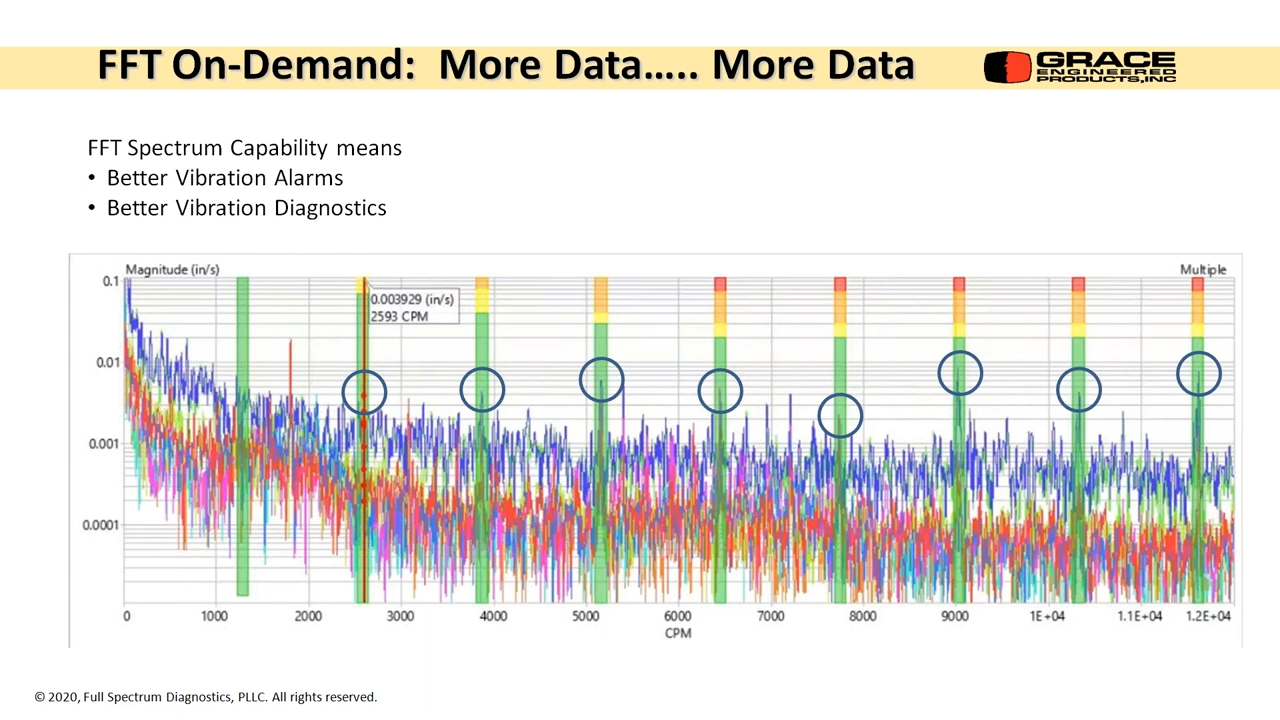 FFT On-Demand:  More Data….. More Data
GRACE
ENGINEERED
PRODUCTS,INC
FFT Spectrum Capability means
• Better Vibration Alarms
• Better Vibration Diagnostics
Magnitude (in/s)
Multiple
0.1
0.003929 (in/s)
2593 CPM
0.01
0.001
0.0001
0 1000 2000 3000 4000 5000 6000 7000 8000 9000 1E+04 1.1E+04 1.2E+04
CPM
© 2020, Full Spectrum Diagnostics, PLLC. All rights reserved.